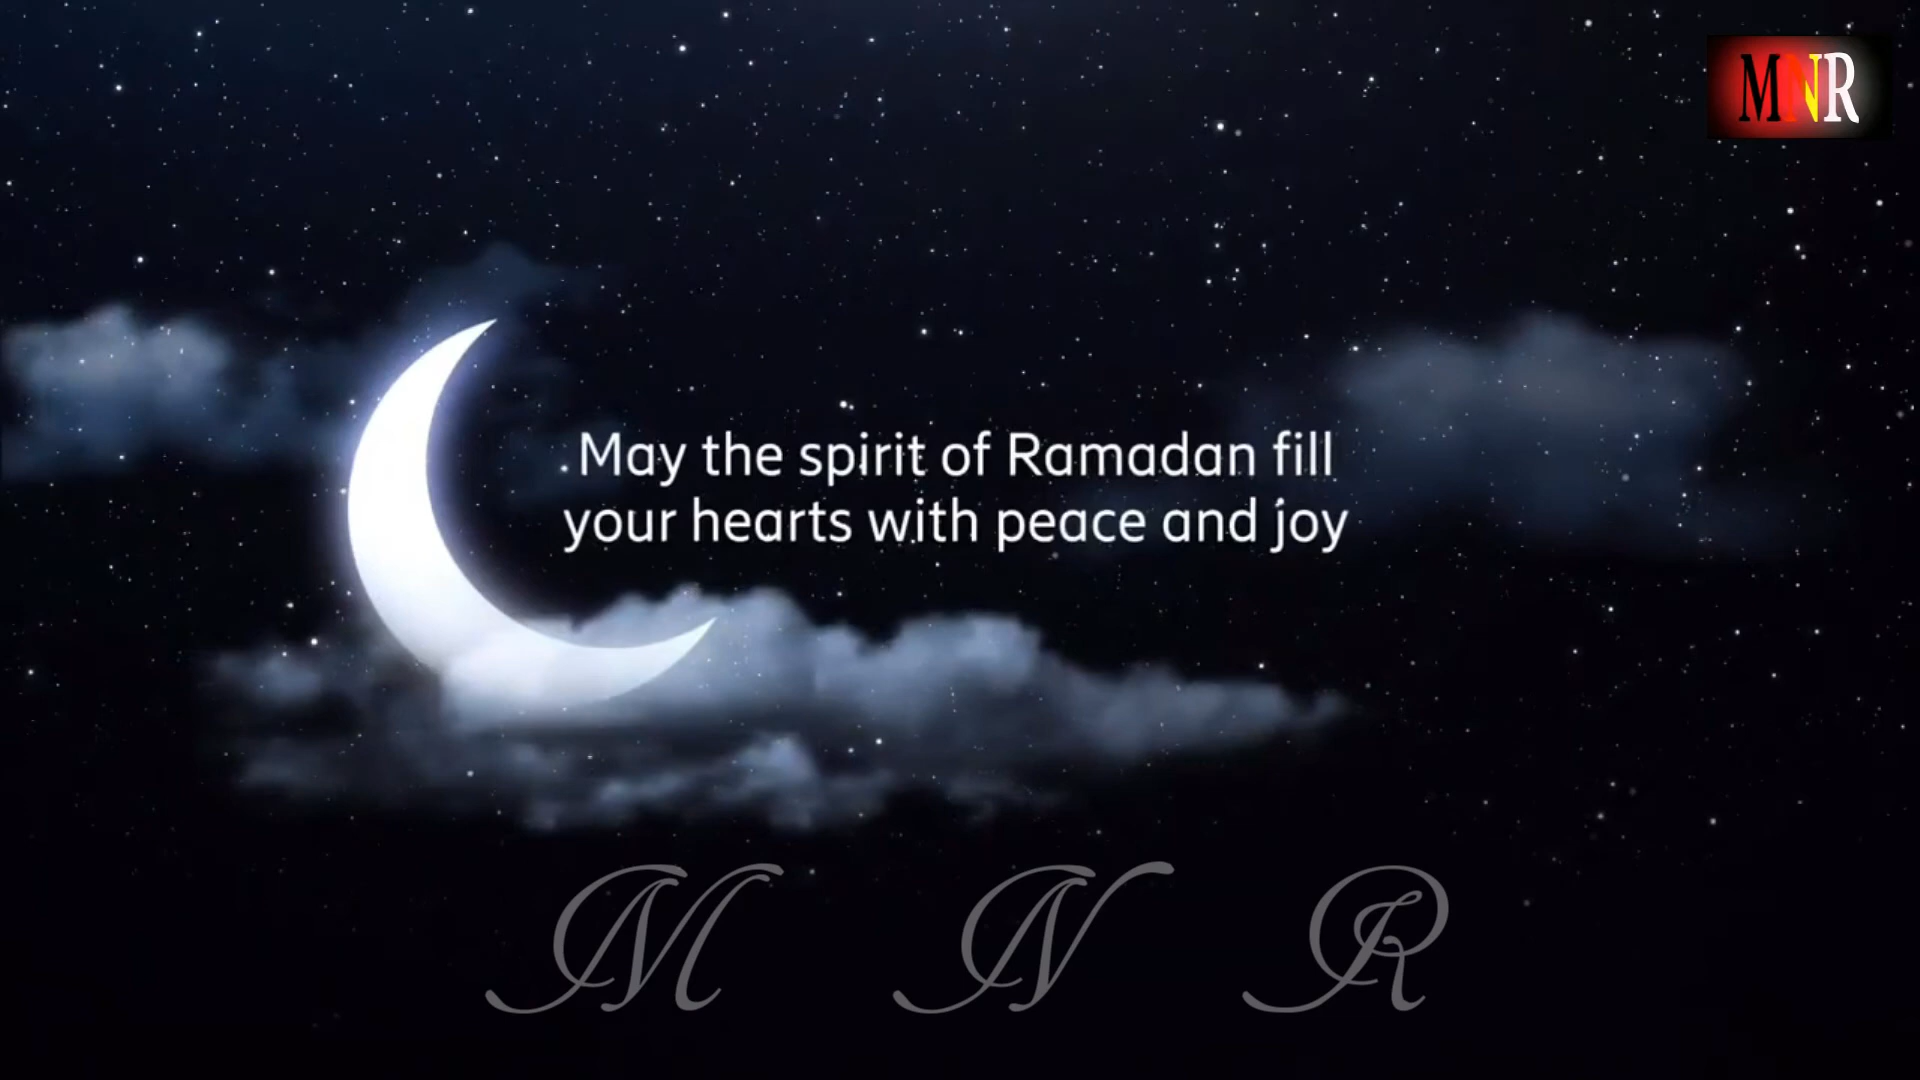 MNR
May the spirit of Ramadan fill
your hearts with peace and joy
M N R